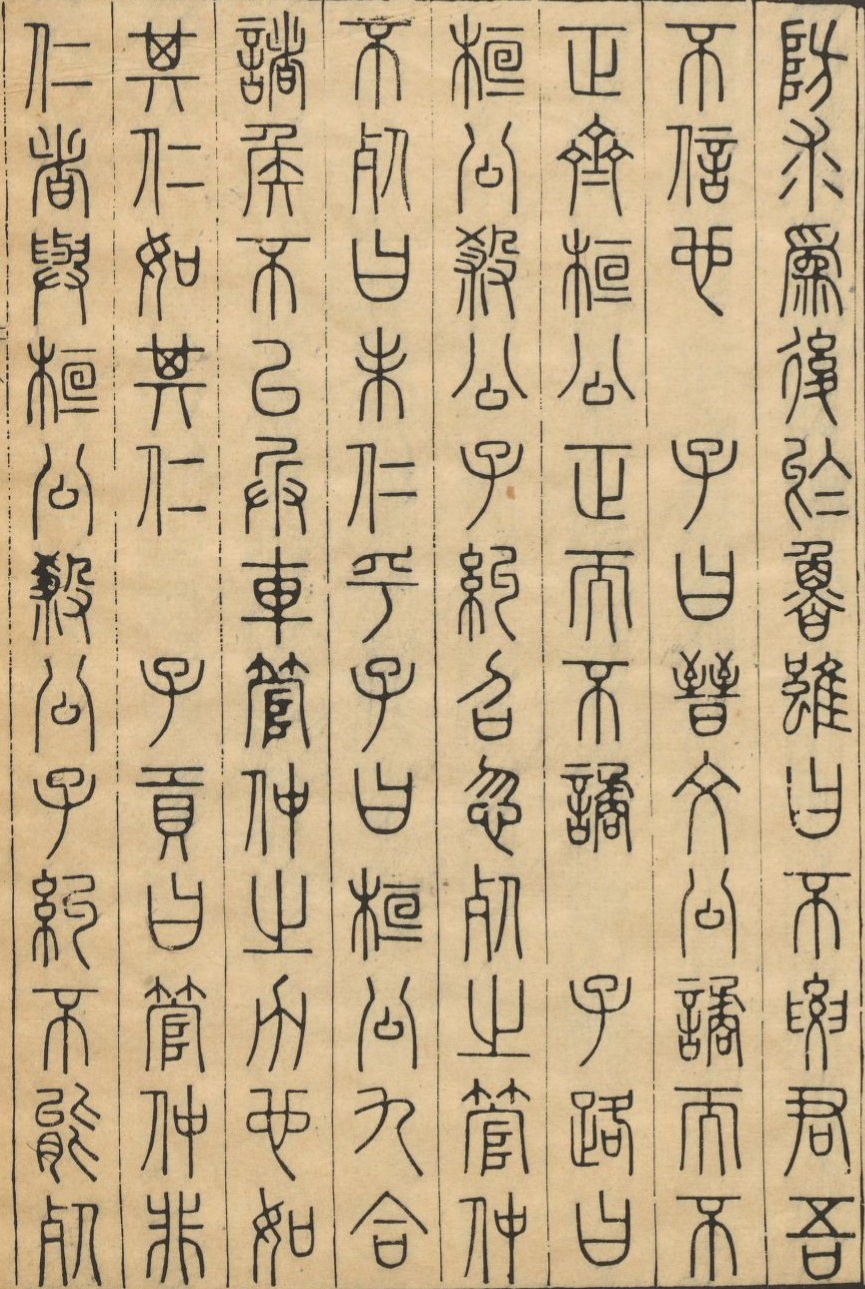 防求爲後於魯雖曰不要君吾
不信也　子曰晉文公譎而不
正齊桓公正而不譎　子路曰
桓公殺公子糾召忽死之管仲
不死曰未仁乎子曰桓公九合
諸侯不以兵車管仲之力也如
其仁如其仁　子貢曰管仲非
仁者與桓公殺公子糾不能死